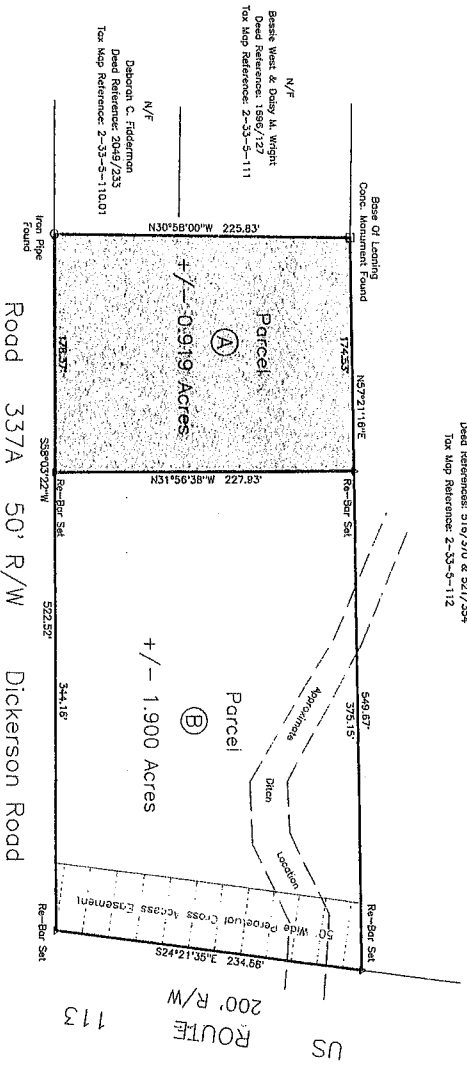 N/F
Bessie West & Daisy M. Wright
Deed Reference: 1696/127
Tax Map Reference: 2-33-5-111
N/F
Deborah C. Fidderman
Deed Reference: 2049/233
Tax Map Reference: 2-33-5-110.01
Base Of Leaning
Conc. Monument Found
Iron Pipe
Found
N30°58'00"W 225.83'
Deed References: 516/370 & 521/354
Tax Map Reference: 2-33-5-112
N57°21'16"E
549.67'
174.53'
375.15'
Parcel
A
+/- 0.919 Acres
178.37'
S58°03'22"W
522.52'
344.16'
Re-Bar Set
N31°56'38"W 227.83'
Re-Bar Set
Parcel
B
+/- 1.900 Acres
Approximate
Ditch
Location
50' Wide Perpetual Cross Access Easement
Re-Bar Set
S24°21'35"E 234.56'
Re-Bar Set
Road 337A 50' R/W Dickerson Road
US
ROUTE
113
200' R/W